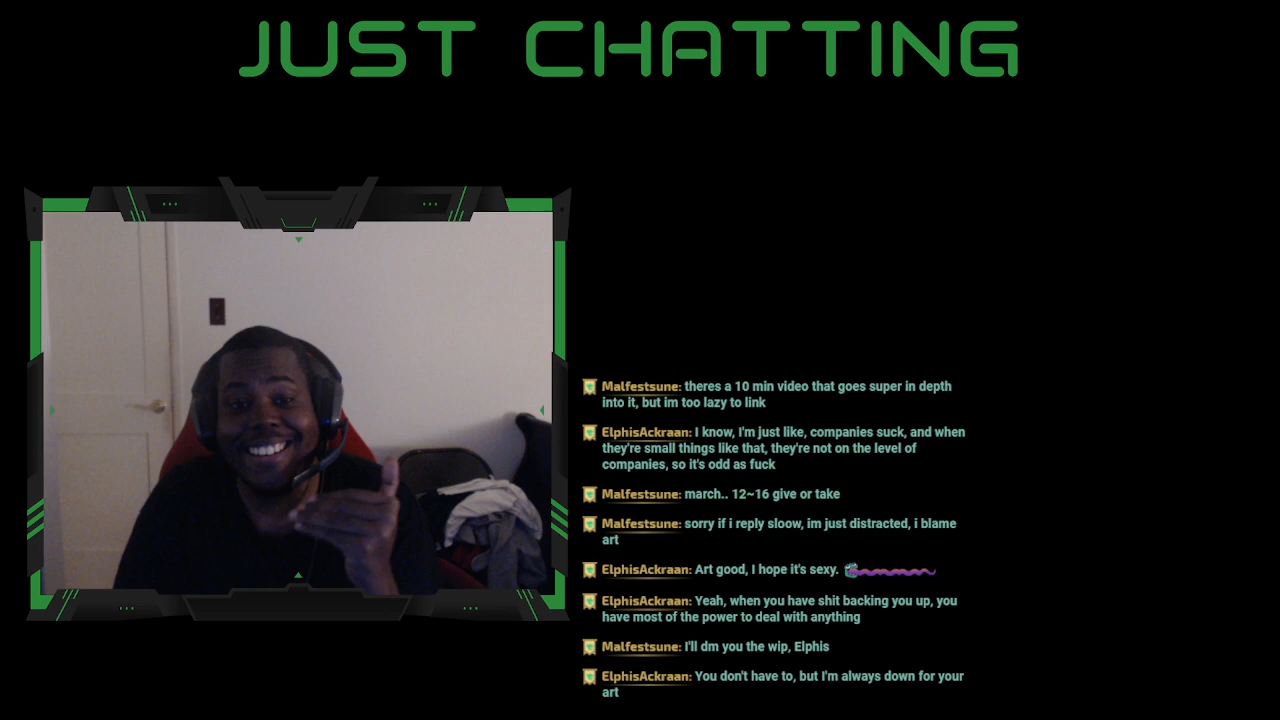 JUST CHATTING
Malfestsune: theres a 10 min video that goes super in depth
into it, but im too lazy to link
ElphisAckraan: I know, I'm just like, companies suck, and when
they're small things like that, they're not on the level of
companies, so it's odd as fuck
Malfestsune: march.. 12~16 give or take
Malfestsune: sorry if i reply sloow, im just distracted, i blame
art
ElphisAckraan: Art good, I hope it's sexy.
ElphisAckraan: Yeah, when you have shit backing you up, you
have most of the power to deal with anything
Malfestsune: I'll dm you the wip, Elphis
ElphisAckraan: You don't have to, but I'm always down for your
art